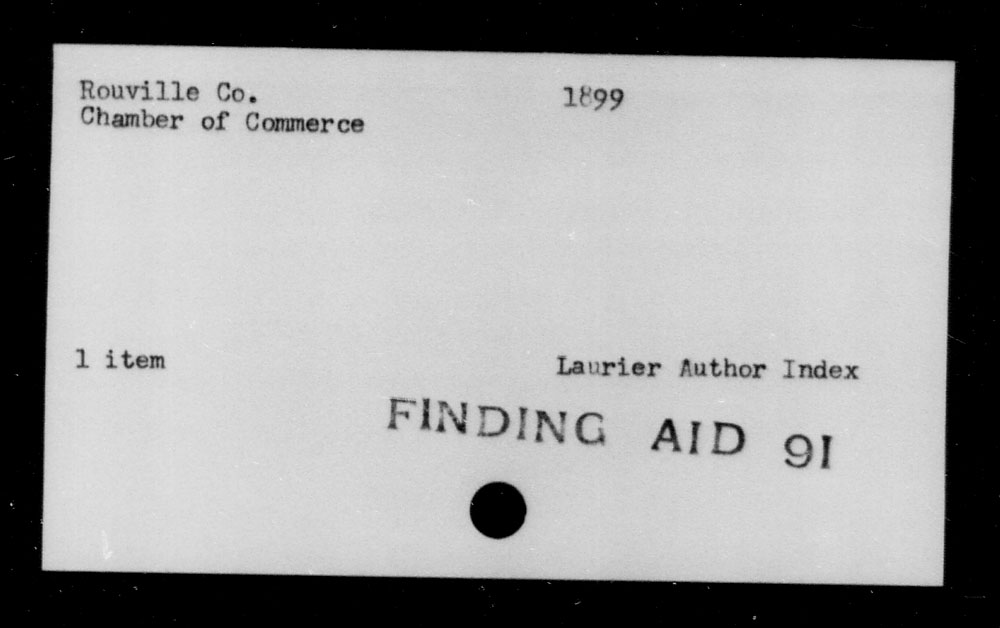 Rouville Co. 1899
Chamber of Commerce
1 item Laurier Author Index
FINDING AID 91